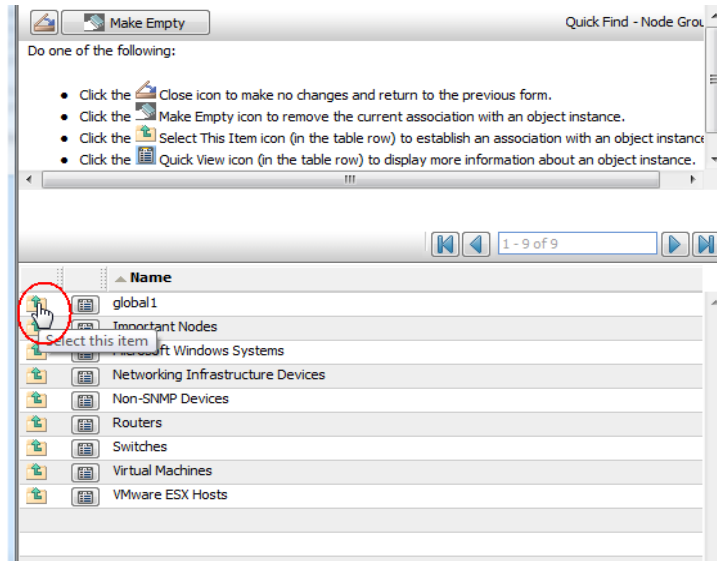 Make Empty
Quick Find - Node Grou
Do one of the following:
Click the Close icon to make no changes and return to the previous form.
Click the Make Empty icon to remove the current association with an object instance.
Click the Select This Item icon (in the table row) to establish an association with an object instance
Click the Quick View icon (in the table row) to display more information about an object instance.
1 - 9 of 9
Name
global1
Important Nodes
Select this item
Microsoft Windows Systems
Networking Infrastructure Devices
Non-SNMP Devices
Routers
Switches
Virtual Machines
VMware ESX Hosts